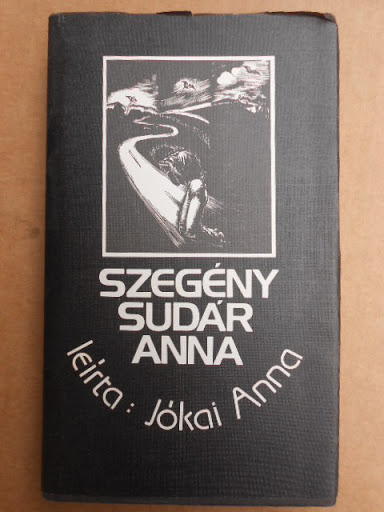 SZEGÉNY
SUDÁR
ANNA
leírta: Jókai Anna